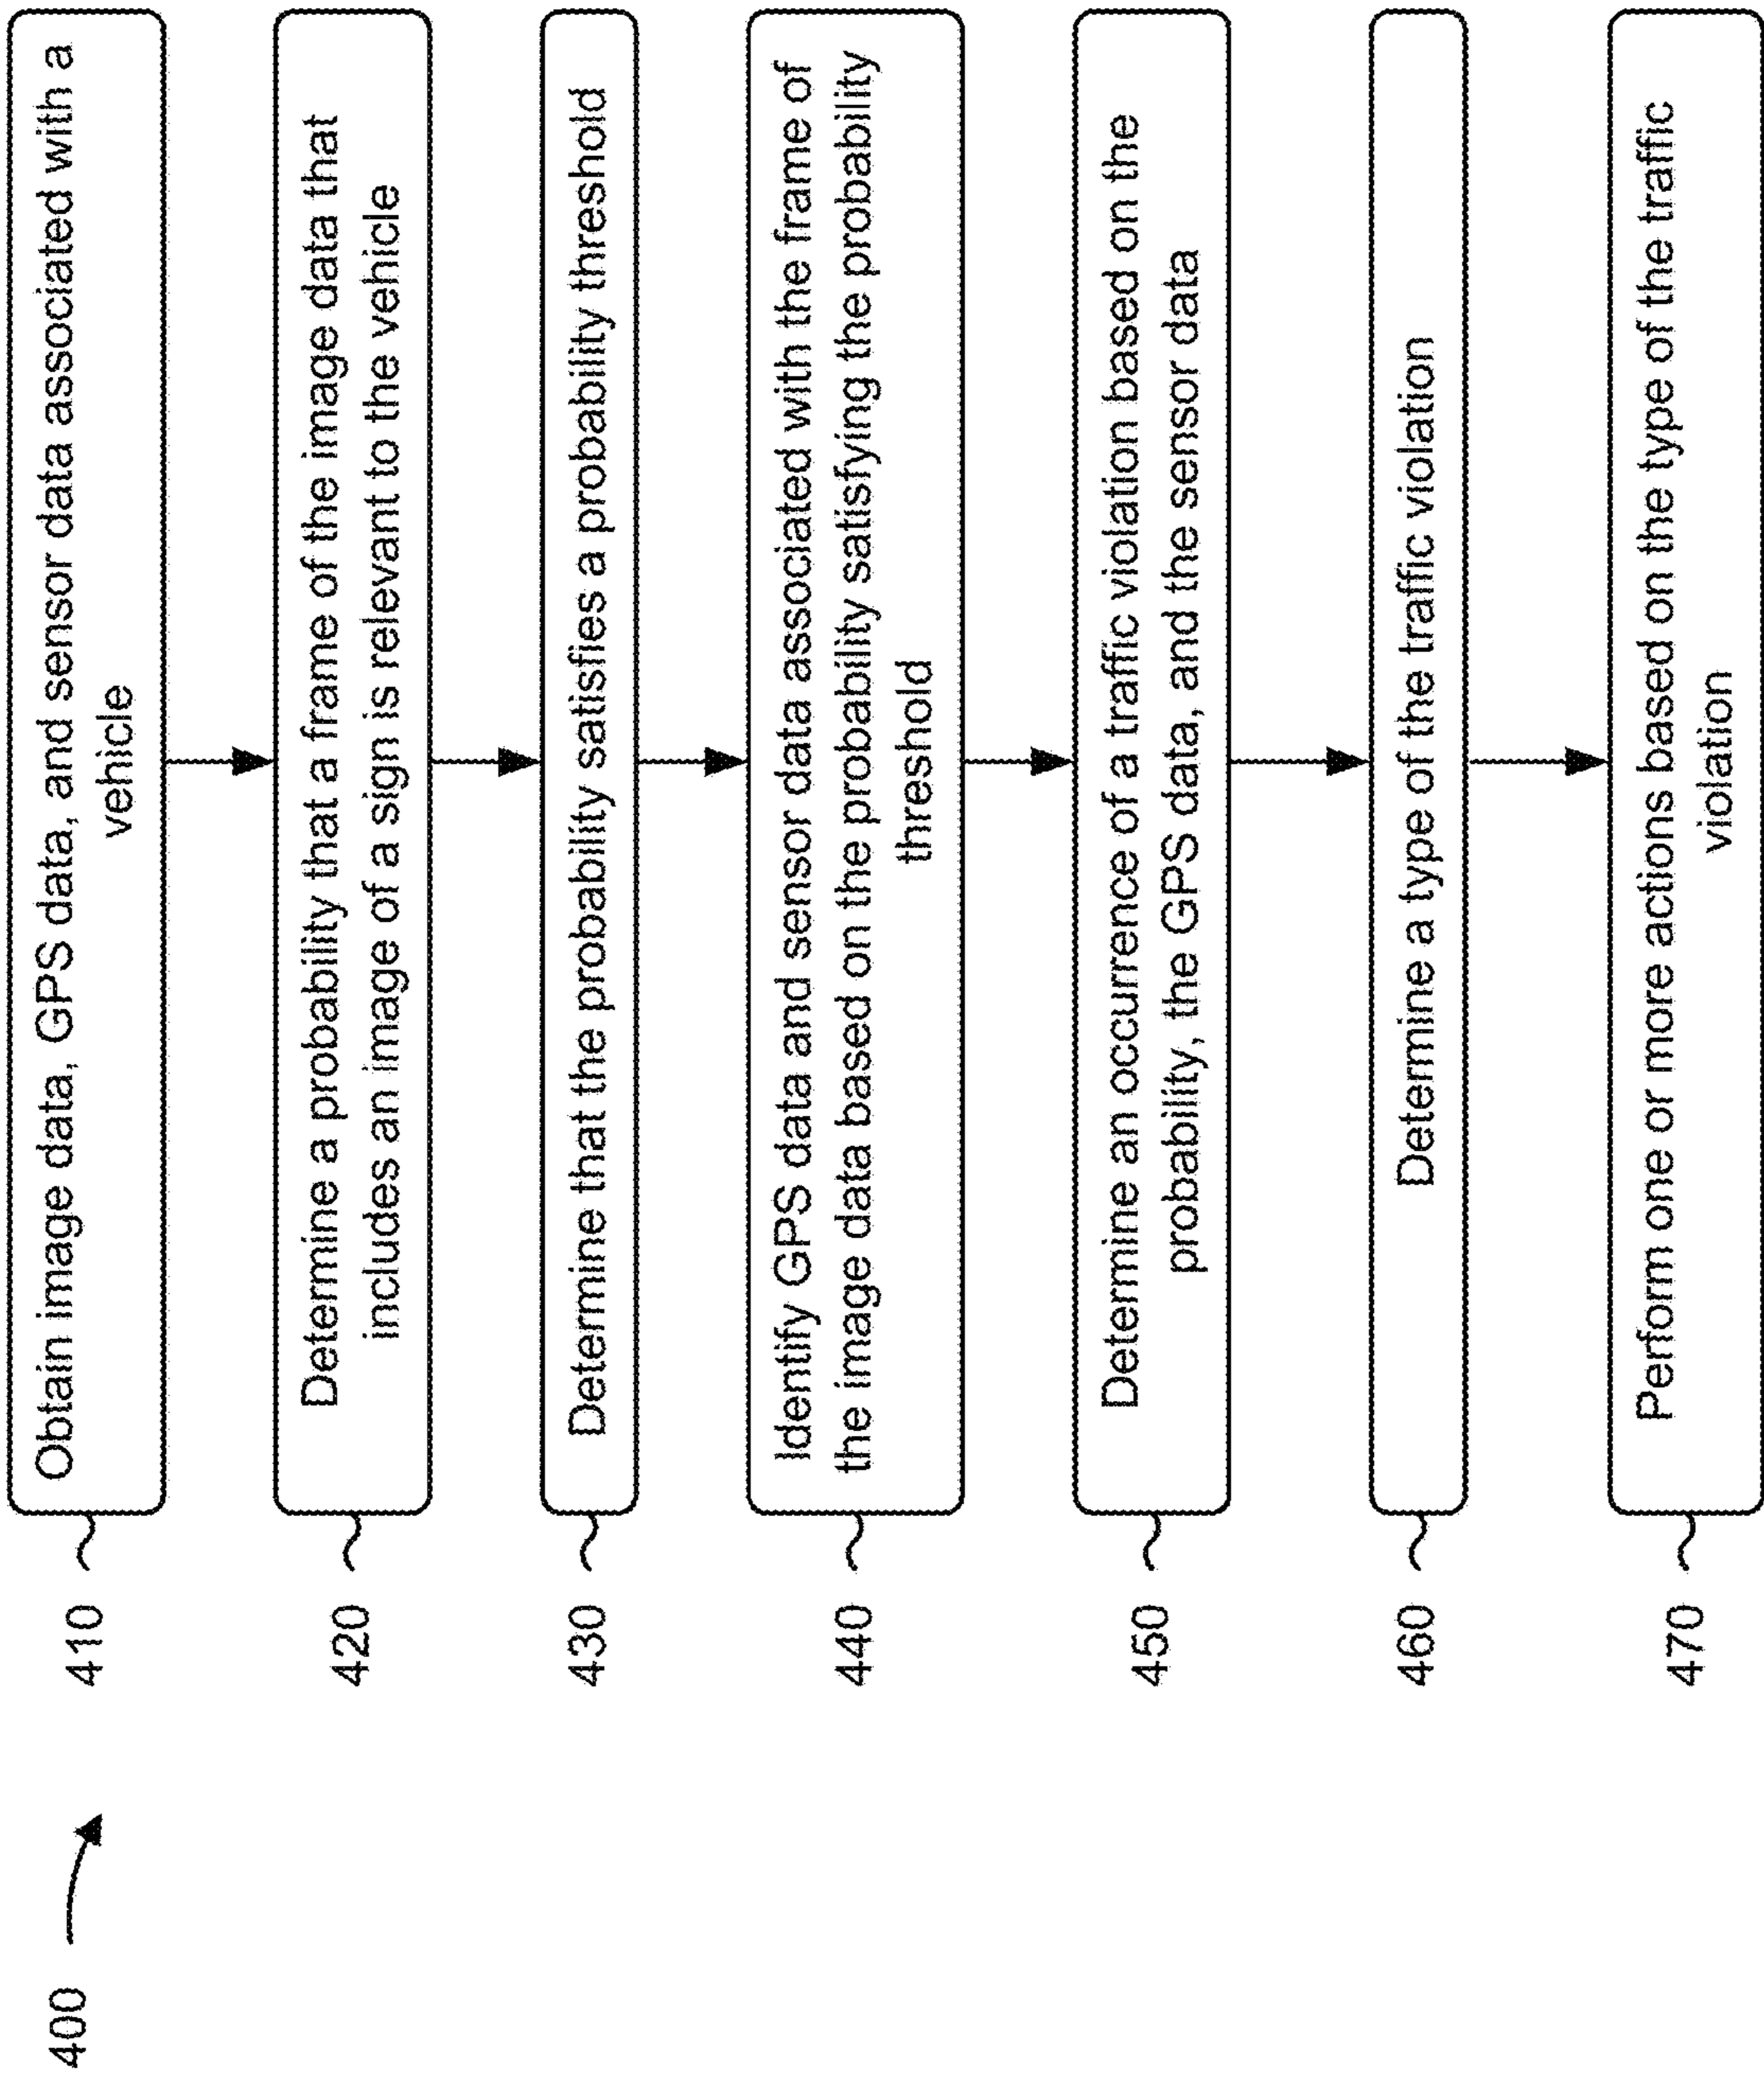 400
410
Obtain image data, GPS data, and sensor data associated with a
vehicle
420
Determine a probability that a frame of the image data that
includes an image of a sign is relevant to the vehicle
430
Determine that the probability satisfies a probability threshold
440
Identify GPS data and sensor data associated with the frame of
the image data based on the probability satisfying the probability
threshold
450
Determine an occurrence of a traffic violation based on the
probability, the GPS data, and the sensor data
460
Determine a type of the traffic violation
470
Perform one or more actions based on the type of the traffic
violation